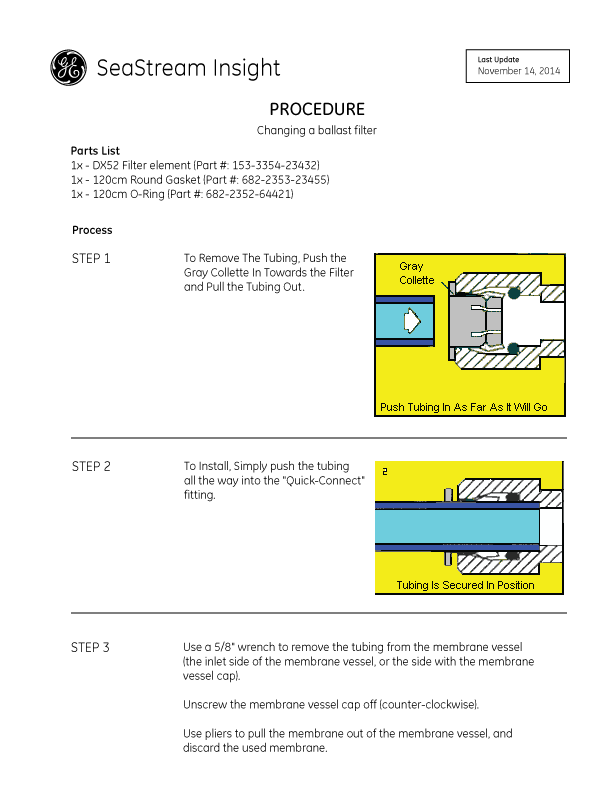 GE
SeaStream Insight
Last Update
November 14, 2014
PROCEDURE
Changing a ballast filter
Parts List
1x - DX52 Filter element (Part #: 153-3354-23432)
1x - 120cm Round Gasket (Part #: 682-2353-23455)
1x - 120cm O-Ring (Part #: 682-2352-64421)
Process
STEP 1
To Remove The Tubing, Push the
Gray Collette In Towards the Filter
and Pull the Tubing Out.
Gray
Collette
Push Tubing In As Far As It Will Go
STEP 2
To Install, Simply push the tubing
all the way into the "Quick-Connect"
fitting.
2
Tubing Is Secured In Position
STEP 3
Use a 5/8" wrench to remove the tubing from the membrane vessel
(the inlet side of the membrane vessel, or the side with the membrane
vessel cap).
Unscrew the membrane vessel cap off (counter-clockwise).
Use pliers to pull the membrane out of the membrane vessel, and
discard the used membrane.